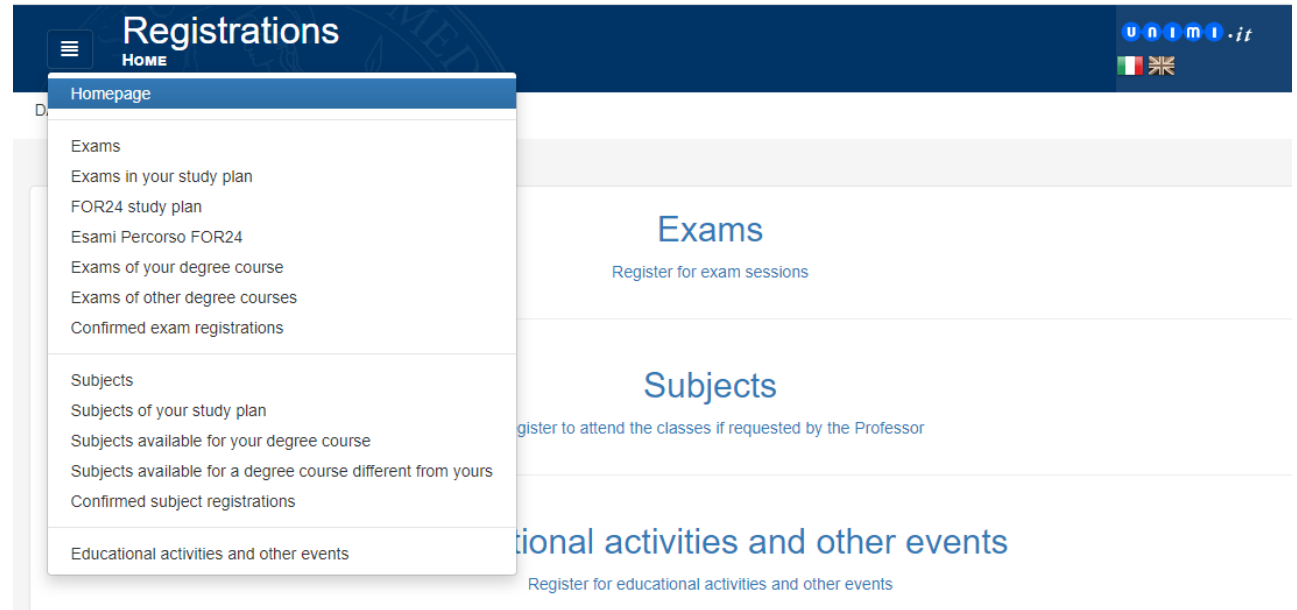 Registrations
HOME
unimi.it
Homepage
Exams
Exams in your study plan
FOR24 study plan
Esami Percorso FOR24
Exams of your degree course
Exams of other degree courses
Confirmed exam registrations
Subjects
Subjects of your study plan
Subjects available for your degree course
Subjects available for a degree course different from yours
Confirmed subject registrations
Educational activities and other events
Exams
Register for exam sessions
Subjects
gister to attend the classes if requested by the Professor
tional activities and other events
Register for educational activities and other events